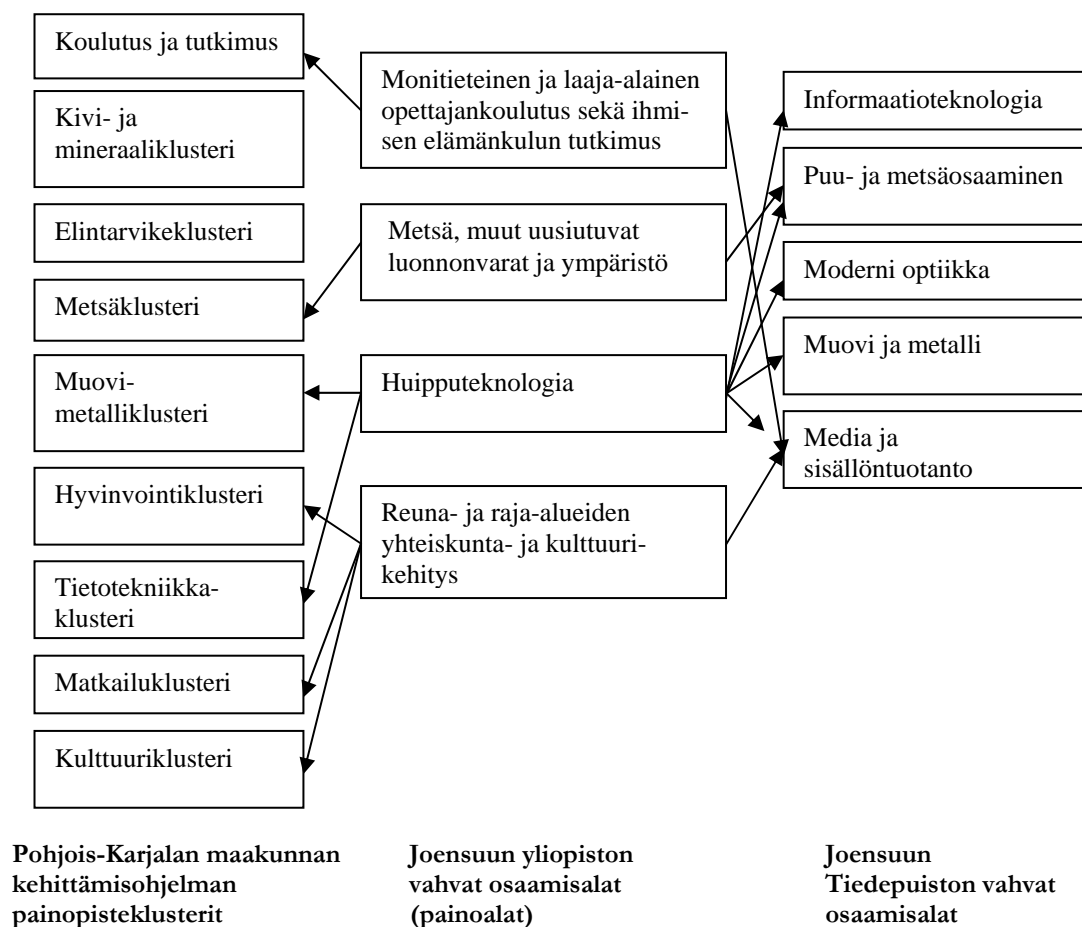 Koulutus ja tutkimus
Kivi- ja
mineraaliklusteri
Elintarvikeklusteri
Metsäklusteri
Muovi-
metalliklusteri
Hyvinvointiklusteri
Tietotekniikka-
klusteri
Matkailuklusteri
Kulttuuriklusteri
Pohjois-Karjalan maakunnan
kehittämisohjelman
painopisteklusterit
Monitieteinen ja laaja-alainen
opettajankoulutus sekä ihmi-
sen elämänkulun tutkimus
Metsä, muut uusiutuvat
luonnonvarat ja ympäristö
Huipputeknologia
Reuna- ja raja-alueiden
yhteiskunta- ja kulttuuri-
kehitys
Joensuun yliopiston
vahvat osaamisalat
(painoalat)
Informaatioteknologia
Puu- ja metsäosaaminen
Moderni optiikka
Muovi ja metalli
Media ja
sisällöntuotanto
Joensuun
Tiedepuiston vahvat
osaamisalat